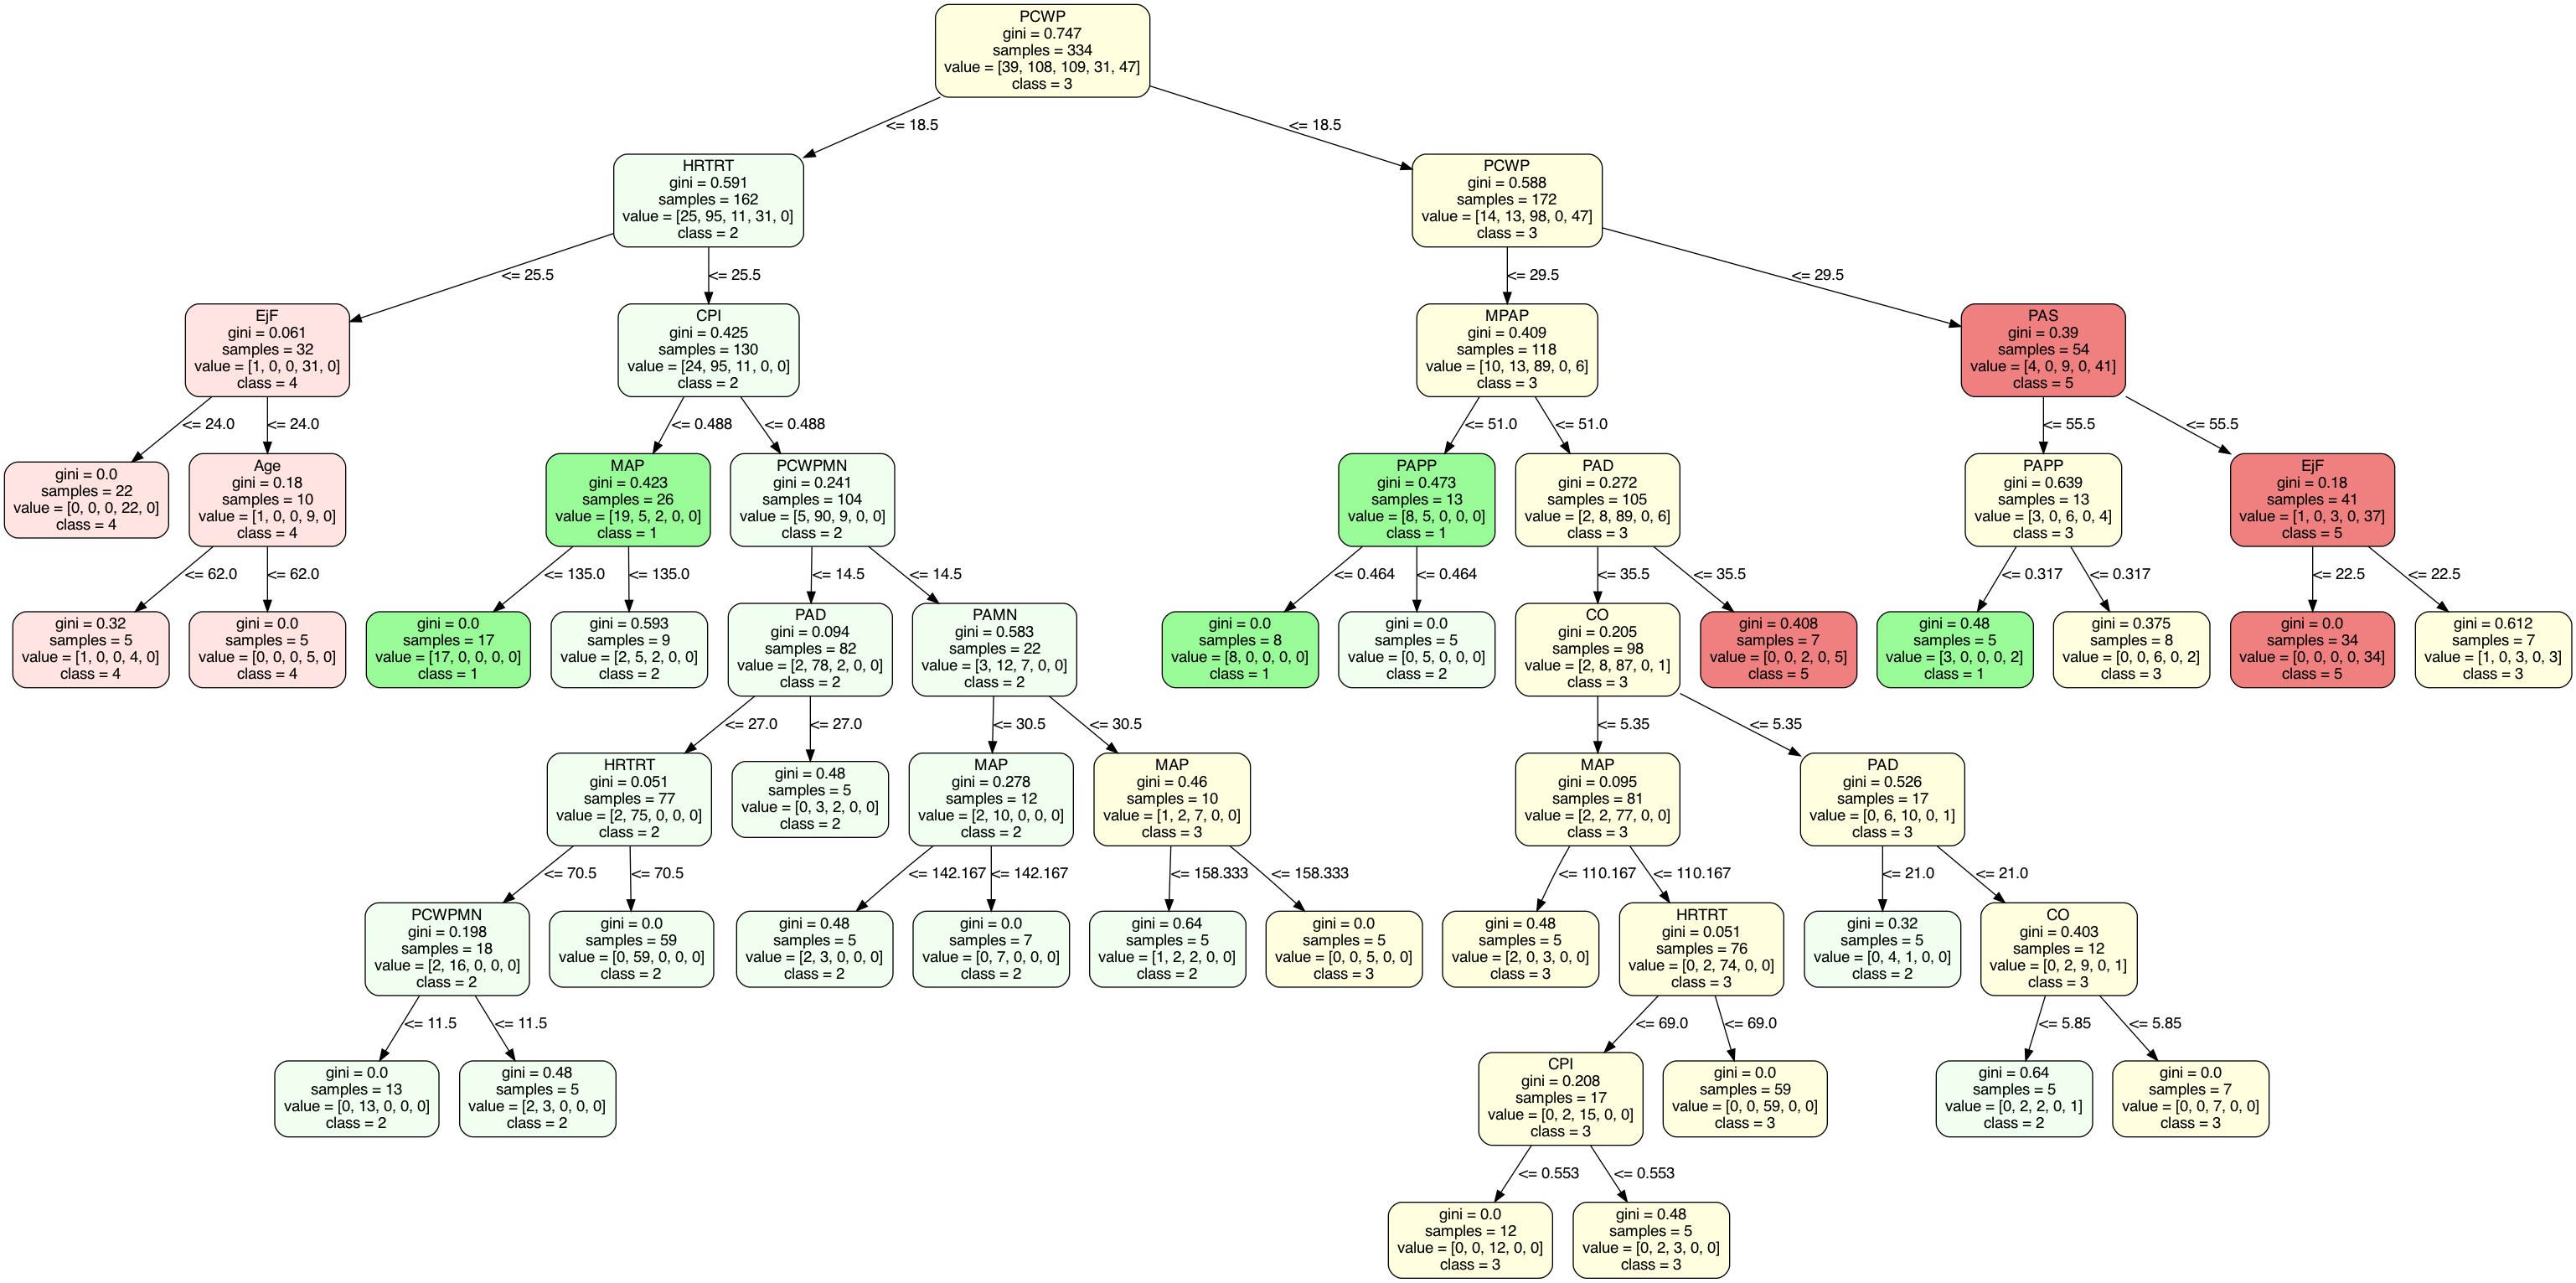 PCWP
gini = 0.747
samples = 334
value = [39, 108, 109, 31, 47]
class = 3
<= 18.5
<= 18.5
HRTRT
gini = 0.591
samples = 162
value = [25, 95, 11, 31, 0]
class = 2
PCWP
gini = 0.588
samples = 172
value = [14, 13, 98, 0, 47]
class = 3
<= 25.5
<= 25.5
<= 29.5
<= 29.5
EjF
gini = 0.061
samples = 32
value = [1, 0, 0, 31, 0]
class = 4
CPI
gini = 0.425
samples = 130
value = [24, 95, 11, 0, 0]
class = 2
MPAP
gini = 0.409
samples = 118
value = [10, 13, 89, 0, 6]
class = 3
PAS
gini = 0.39
samples = 54
value = [4, 0, 9, 0, 41]
class = 5
<= 24.0
<= 24.0
<= 0.488
<= 0.488
<= 51.0
<= 51.0
<= 55.5
<= 55.5
gini = 0.0
samples = 22
value = [0, 0, 0, 22, 0]
class = 4
Age
gini = 0.18
samples = 10
value = [1, 0, 0, 9, 0]
class = 4
MAP
gini = 0.423
samples = 26
value = [19, 5, 2, 0, 0]
class = 1
PCWPMN
gini = 0.241
samples = 104
value = [5, 90, 9, 0, 0]
class = 2
PAPP
gini = 0.473
samples = 13
value = [8, 5, 0, 0, 0]
class = 1
PAD
gini = 0.272
samples = 105
value = [2, 8, 89, 0, 6]
class = 3
PAPP
gini = 0.639
samples = 13
value = [3, 0, 6, 0, 4]
class = 3
EjF
gini = 0.18
samples = 41
value = [1, 0, 3, 0, 37]
class = 5
<= 62.0
<= 62.0
<= 135.0
<= 135.0
<= 14.5
<= 14.5
<= 0.464
<= 0.464
<= 35.5
<= 35.5
<= 0.317
<= 0.317
<= 22.5
<= 22.5
gini = 0.32
samples = 5
value = [1, 0, 0, 4, 0]
class = 4
gini = 0.0
samples = 5
value = [0, 0, 0, 5, 0]
class = 4
gini = 0.0
samples = 17
value = [17, 0, 0, 0, 0]
class = 1
gini = 0.593
samples = 9
value = [2, 5, 2, 0, 0]
class = 2
PAD
gini = 0.094
samples = 82
value = [2, 78, 2, 0, 0]
class = 2
PAMN
gini = 0.583
samples = 22
value = [3, 12, 7, 0, 0]
class = 2
gini = 0.0
samples = 8
value = [8, 0, 0, 0, 0]
class = 1
gini = 0.0
samples = 5
value = [0, 5, 0, 0, 0]
class = 2
CO
gini = 0.205
samples = 98
value = [2, 8, 87, 0, 1]
class = 3
gini = 0.408
samples = 7
value = [0, 0, 2, 0, 5]
class = 5
gini = 0.48
samples = 5
value = [3, 0, 0, 0, 2]
class = 1
gini = 0.375
samples = 8
value = [0, 0, 6, 0, 2]
class = 3
gini = 0.0
samples = 34
value = [0, 0, 0, 0, 34]
class = 5
gini = 0.612
samples = 7
value = [1, 0, 3, 0, 3]
class = 3
<= 27.0
<= 27.0
<= 30.5
<= 30.5
<= 5.35
<= 5.35
HRTRT
gini = 0.051
samples = 77
value = [2, 75, 0, 0, 0]
class = 2
gini = 0.48
samples = 5
value = [0, 3, 2, 0, 0]
class = 2
MAP
gini = 0.278
samples = 12
value = [2, 10, 0, 0, 0]
class = 2
MAP
gini = 0.46
samples = 10
value = [1, 2, 7, 0, 0]
class = 3
MAP
gini = 0.095
samples = 81
value = [2, 2, 77, 0, 0]
class = 3
PAD
gini = 0.526
samples = 17
value = [0, 6, 10, 0, 1]
class = 3
<= 70.5
<= 70.5
<= 142.167
<= 142.167
<= 158.333
<= 158.333
<= 110.167
<= 110.167
<= 21.0
<= 21.0
PCWPMN
gini = 0.198
samples = 18
value = [2, 16, 0, 0, 0]
class = 2
gini = 0.0
samples = 59
value = [0, 59, 0, 0, 0]
class = 2
gini = 0.48
samples = 5
value = [2, 3, 0, 0, 0]
class = 2
gini = 0.0
samples = 7
value = [0, 7, 0, 0, 0]
class = 2
gini = 0.64
samples = 5
value = [1, 2, 2, 0, 0]
class = 2
gini = 0.0
samples = 5
value = [0, 0, 5, 0, 0]
class = 3
gini = 0.48
samples = 5
value = [2, 0, 3, 0, 0]
class = 3
HRTRT
gini = 0.051
samples = 76
value = [0, 2, 74, 0, 0]
class = 3
gini = 0.32
samples = 5
value = [0, 4, 1, 0, 0]
class = 2
CO
gini = 0.403
samples = 12
value = [0, 2, 9, 0, 1]
class = 3
<= 11.5
<= 11.5
<= 69.0
<= 69.0
<= 5.85
<= 5.85
gini = 0.0
samples = 13
value = [0, 13, 0, 0, 0]
class = 2
gini = 0.48
samples = 5
value = [2, 3, 0, 0, 0]
class = 2
CPI
gini = 0.208
samples = 17
value = [0, 2, 15, 0, 0]
class = 3
gini = 0.0
samples = 59
value = [0, 0, 59, 0, 0]
class = 3
gini = 0.64
samples = 5
value = [0, 2, 2, 0, 1]
class = 2
gini = 0.0
samples = 7
value = [0, 0, 7, 0, 0]
class = 3
<= 0.553
<= 0.553
gini = 0.0
samples = 12
value = [0, 0, 12, 0, 0]
class = 3
gini = 0.48
samples = 5
value = [0, 2, 3, 0, 0]
class = 3